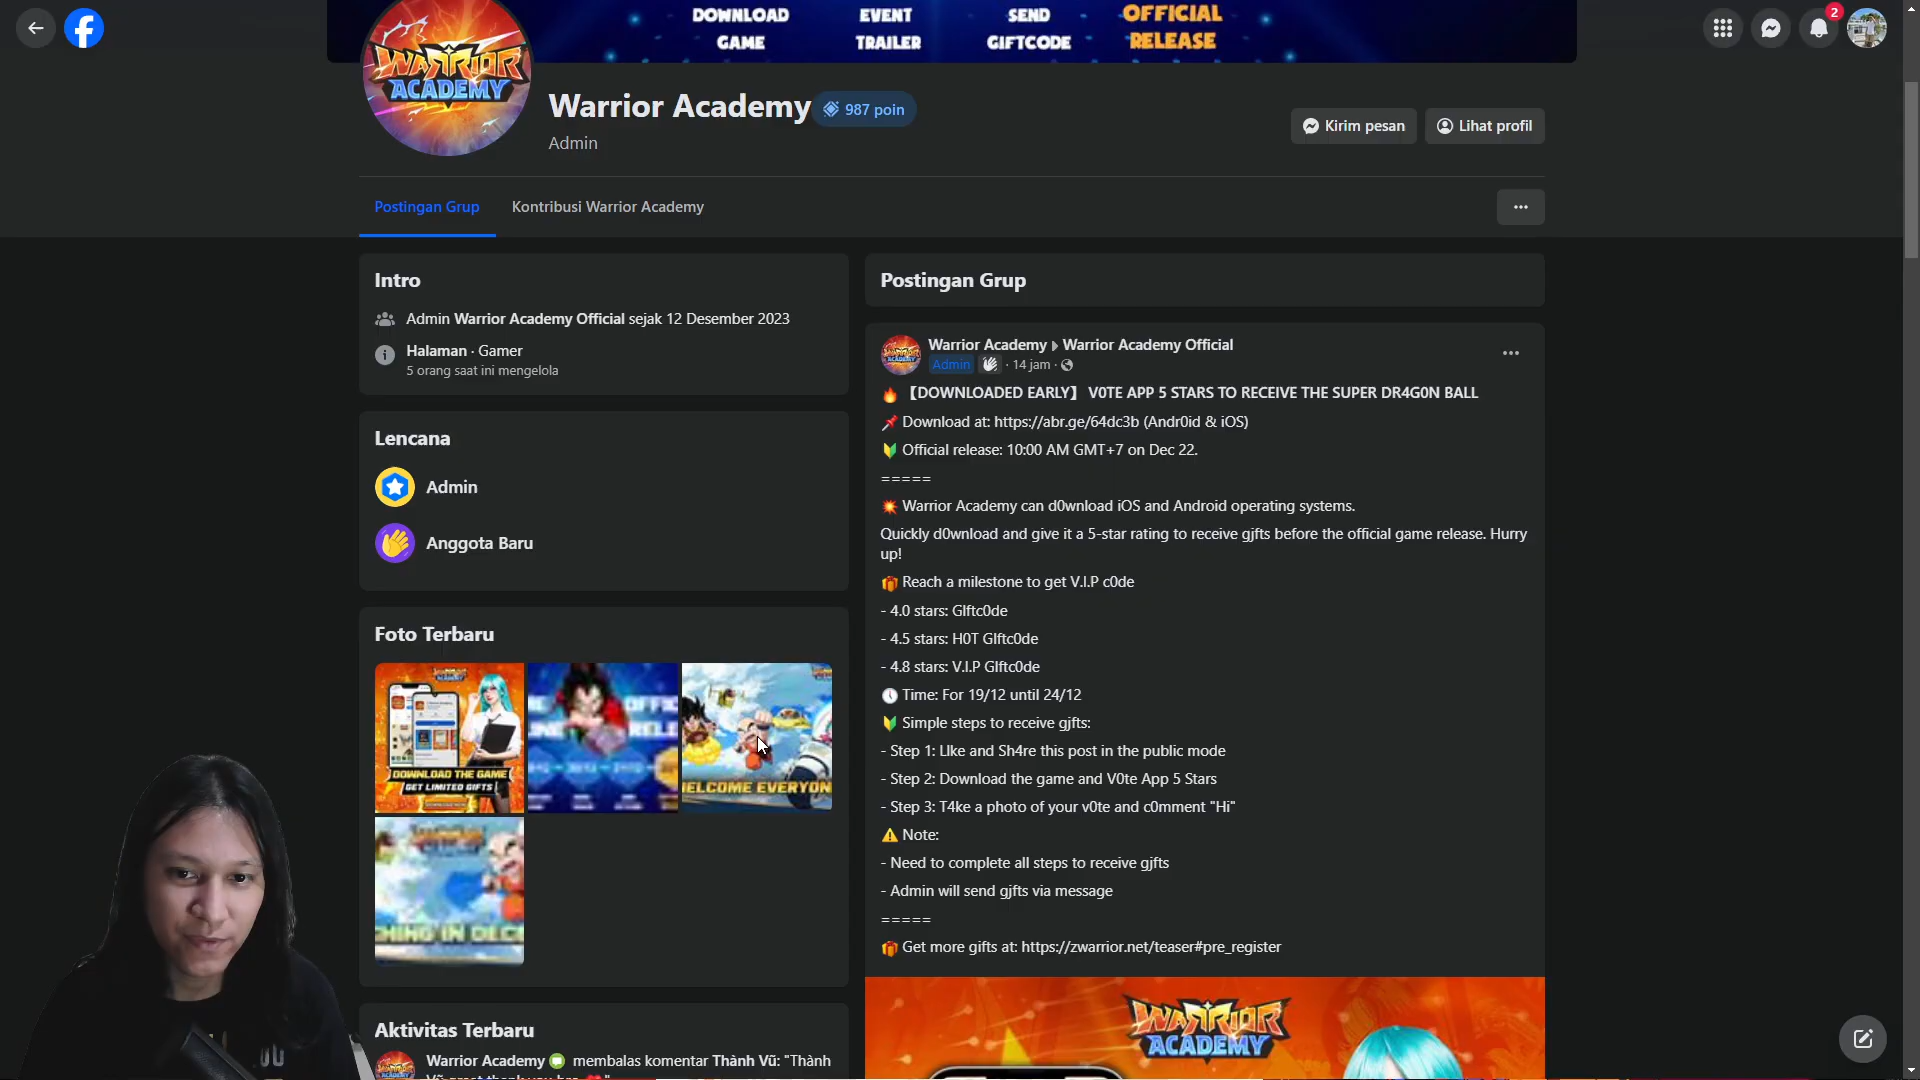 DOWNLOAD EVENT SEND OFFICIAL
GAME TRAILER GIFTCODE RELEASE
2
WARRIOR
ACADEMY
Warrior Academy 987 poin
Admin
Kirim pesan
Lihat profil
Postingan Grup
Kontribusi Warrior Academy
Intro
Admin Warrior Academy Official sejak 12 Desember 2023
Halaman · Gamer
5 orang saat ini mengelola
Lencana
Admin
Anggota Baru
Foto Terbaru
DOWNLOAD THE GAME
GET LIMITED GIFTS
WELCOME EVERYON
CHING IN DEC
Aktivitas Terbaru
Warrior Academy membalas komentar Thành Vũ: "Thành
Postingan Grup
Warrior Academy Warrior Academy Official
Admin · 14 jam ·
【DOWNLOADED EARLY】 V0TE APP 5 STARS TO RECEIVE THE SUPER DR4G0N BALL
Download at: https://abr.ge/64dc3b (Andr0id & iOS)
Official release: 10:00 AM GMT+7 on Dec 22.
=====
Warrior Academy can d0wnload iOS and Android operating systems.
Quickly d0wnload and give it a 5-star rating to receive gjfts before the official game release. Hurry
up!
Reach a milestone to get V.I.P c0de
- 4.0 stars: GIftc0de
- 4.5 stars: H0T GIftc0de
- 4.8 stars: V.I.P GIftc0de
Time: For 19/12 until 24/12
Simple steps to receive gjfts:
- Step 1: LIke and Sh4re this post in the public mode
- Step 2: Download the game and V0te App 5 Stars
- Step 3: T4ke a photo of your v0te and c0mment "Hi"
Note:
- Need to complete all steps to receive gjfts
- Admin will send gjfts via message
=====
Get more gifts at: https://zwarrior.net/teaser#pre_register
WARRIOR
ACADEMY